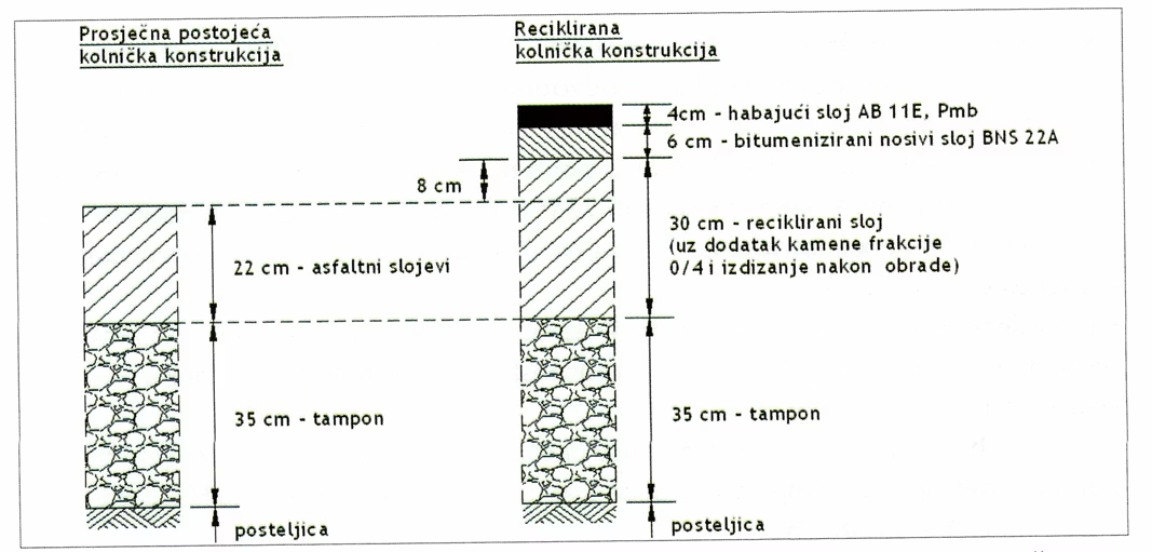 Prosječna postojeća
kolnička konstrukcija
Reciklirana
kolnička konstrukcija
4cm - habajući sloj AB 11E, Pmb
6 cm - bitumenizirani nosivi sloj BNS 22A
8 cm
30 cm - reciklirani sloj
(uz dodatak kamene frakcije
0/4 i izdizanje nakon obrade)
22 cm - asfaltni slojevi
35 cm - tampon
35 cm - tampon
posteljica
posteljica